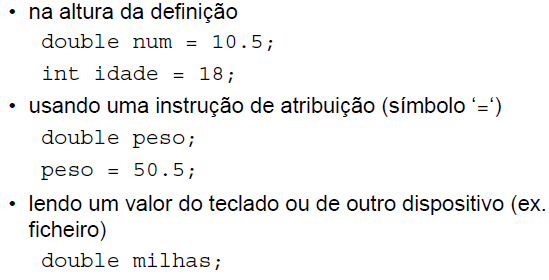 • na altura da definição
double num = 10.5;
int idade = 18;
• usando uma instrução de atribuição (símbolo ‘=‘)
double peso;
peso = 50.5;
• lendo um valor do teclado ou de outro dispositivo (ex.
ficheiro)
double milhas;